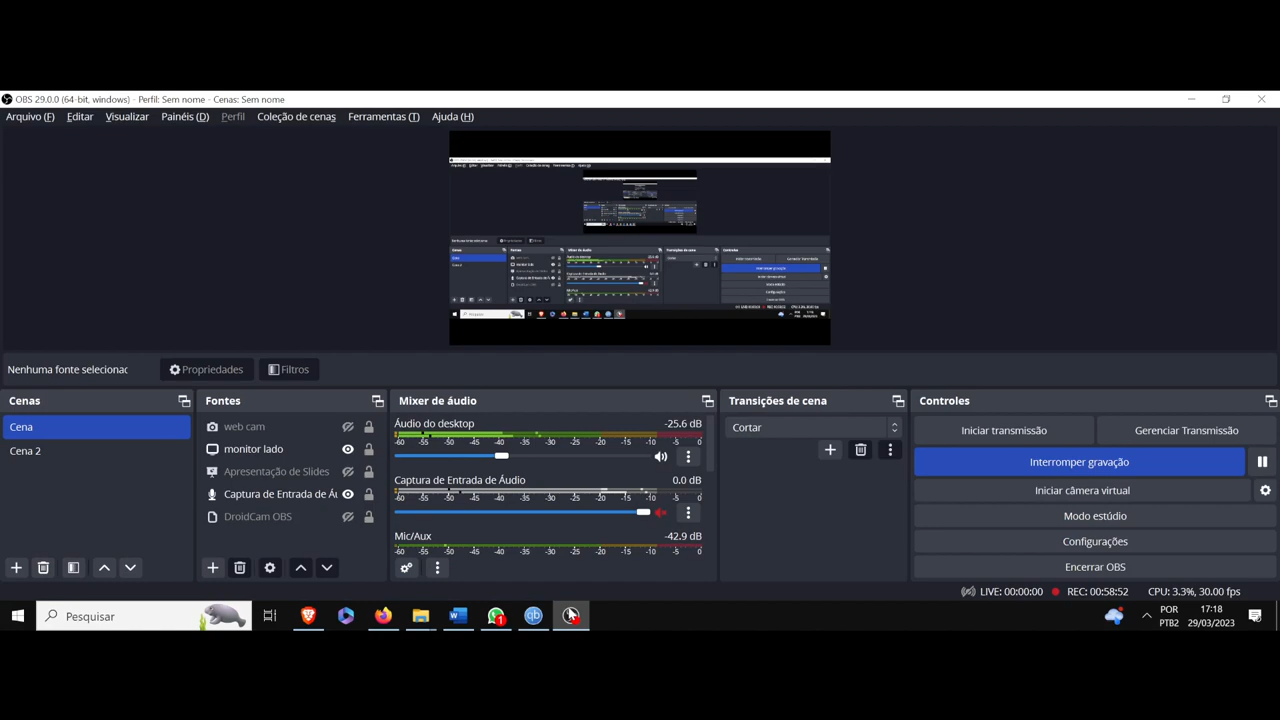 OBS 29.0.0 (64-bit, windows) - Perfil: Sem nome - Cenas: Sem nome
Arquivo (F) Editar Visualizar Painéis (D) Perfil Coleção de cenas Ferramentas (T) Ajuda (H)
Nenhuma fonte selecionac Propriedades Filtros
Cenas
Cena
Cena 2
Fontes
web cam
monitor lado
Apresentação de Slides
Captura de Entrada de Áu
DroidCam OBS
Mixer de áudio
Áudio do desktop -25.6 dB
-60 -55 -50 -45 -40 -35 -30 -25 -20 -15 -10 -5 0
Captura de Entrada de Áudio 0.0 dB
-60 -55 -50 -45 -40 -35 -30 -25 -20 -15 -10 -5 0
Mic/Aux -42.9 dB
-60 -55 -50 -45 -40 -35 -30 -25 -20 -15 -10 -5 0
Transições de cena
Cortar
Controles
Iniciar transmissão Gerenciar Transmissão
Interromper gravação
Iniciar câmera virtual
Modo estúdio
Configurações
Encerrar OBS
LIVE: 00:00:00 REC: 00:58:52 CPU: 3.3%, 30.00 fps
Pesquisar
1
qb
POR
PTB2
17:18
29/03/2023